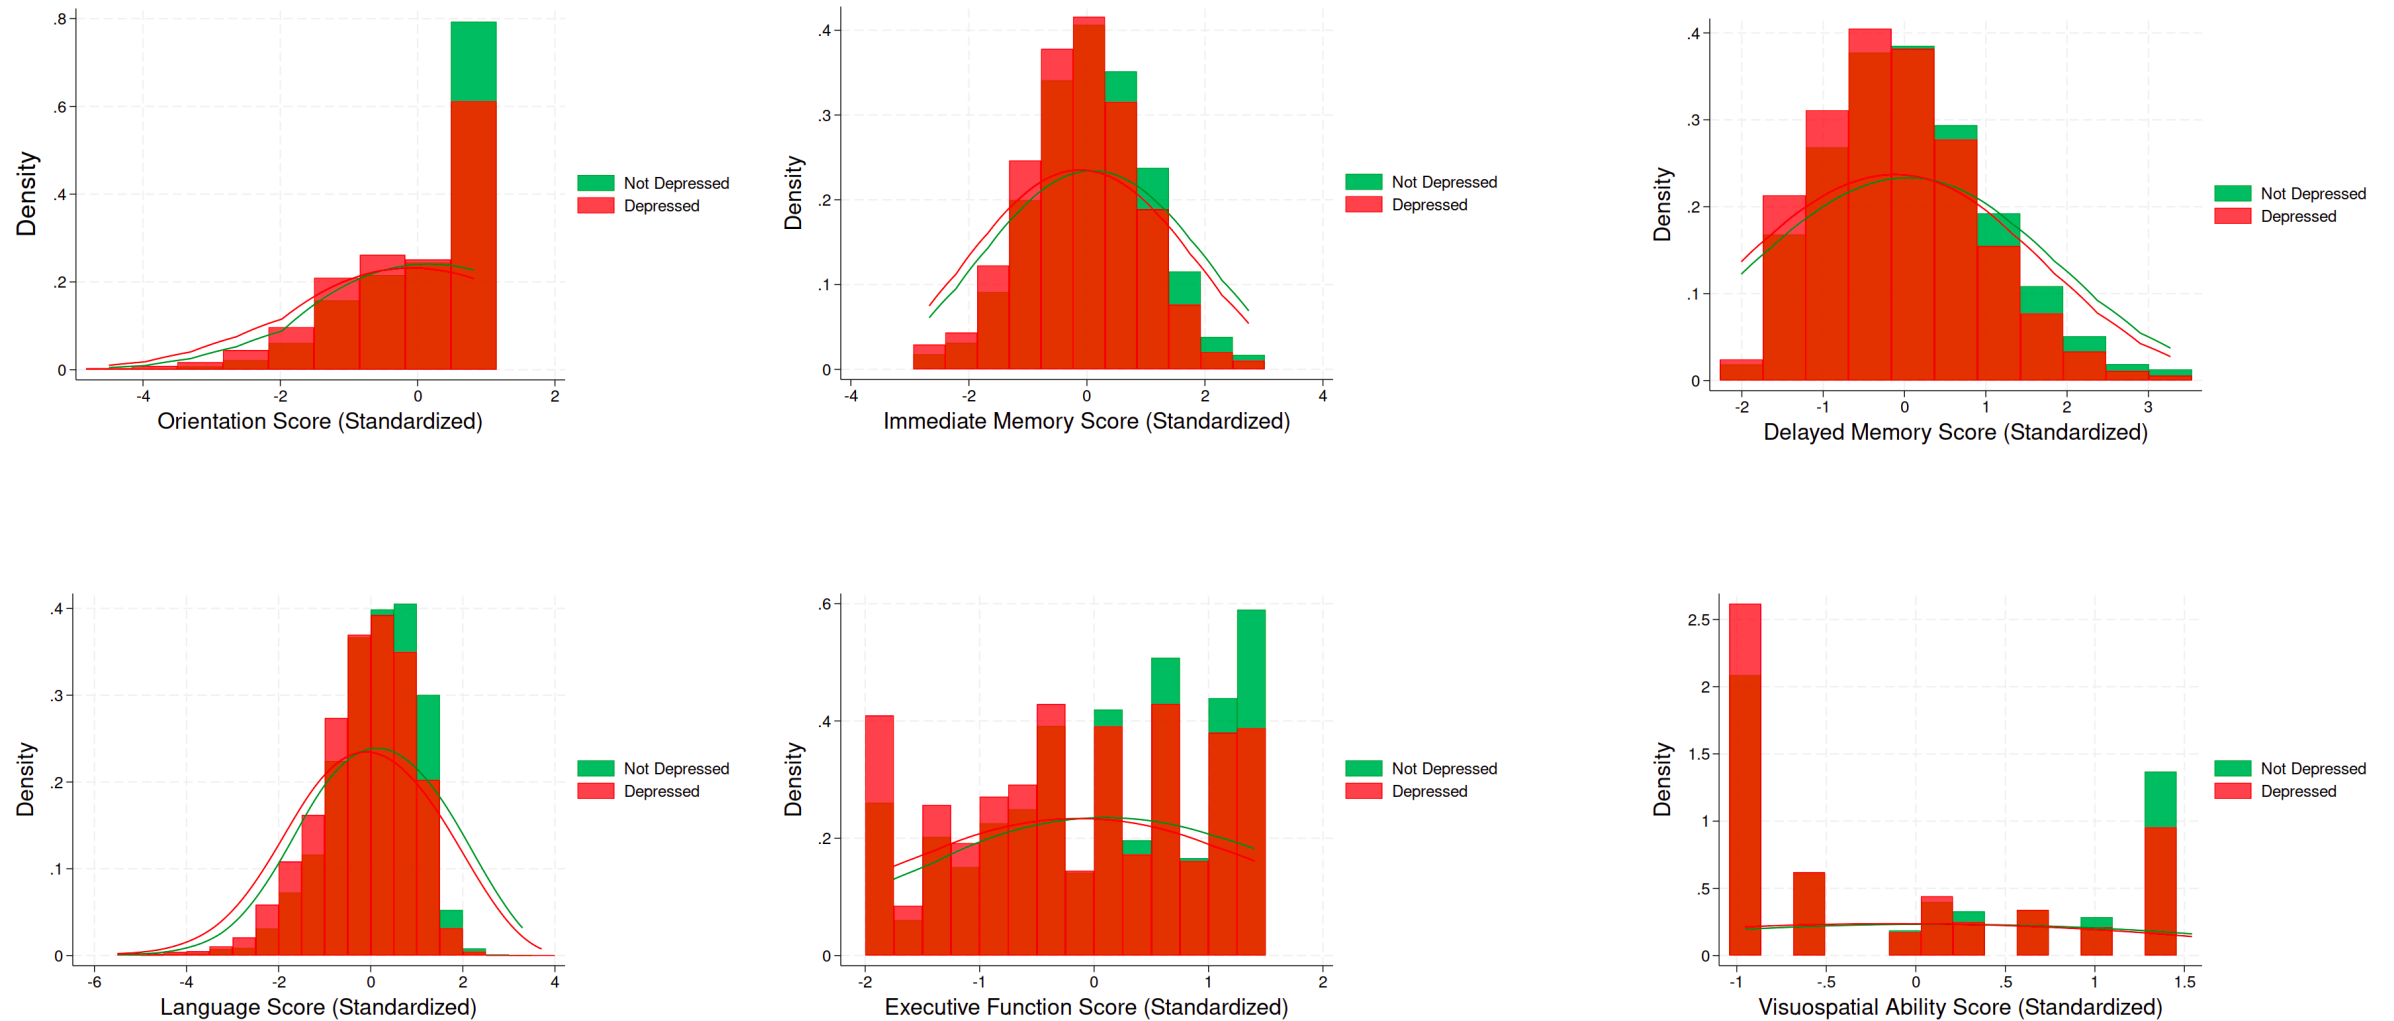 .8
.6
.4
.2
0
Density
-4 -2 0 2
Orientation Score (Standardized)
Not Depressed
Depressed
.4
.3
.2
.1
0
Density
-4 -2 0 2 4
Immediate Memory Score (Standardized)
Not Depressed
Depressed
.4
.3
.2
.1
0
Density
-2 -1 0 1 2 3
Delayed Memory Score (Standardized)
Not Depressed
Depressed
.4
.3
.2
.1
0
Density
-6 -4 -2 0 2 4
Language Score (Standardized)
Not Depressed
Depressed
.6
.4
.2
0
Density
-2 -1 0 1 2
Executive Function Score (Standardized)
Not Depressed
Depressed
2.5
2
1.5
1
.5
0
Density
-1 -.5 0 .5 1 1.5
Visuospatial Ability Score (Standardized)
Not Depressed
Depressed